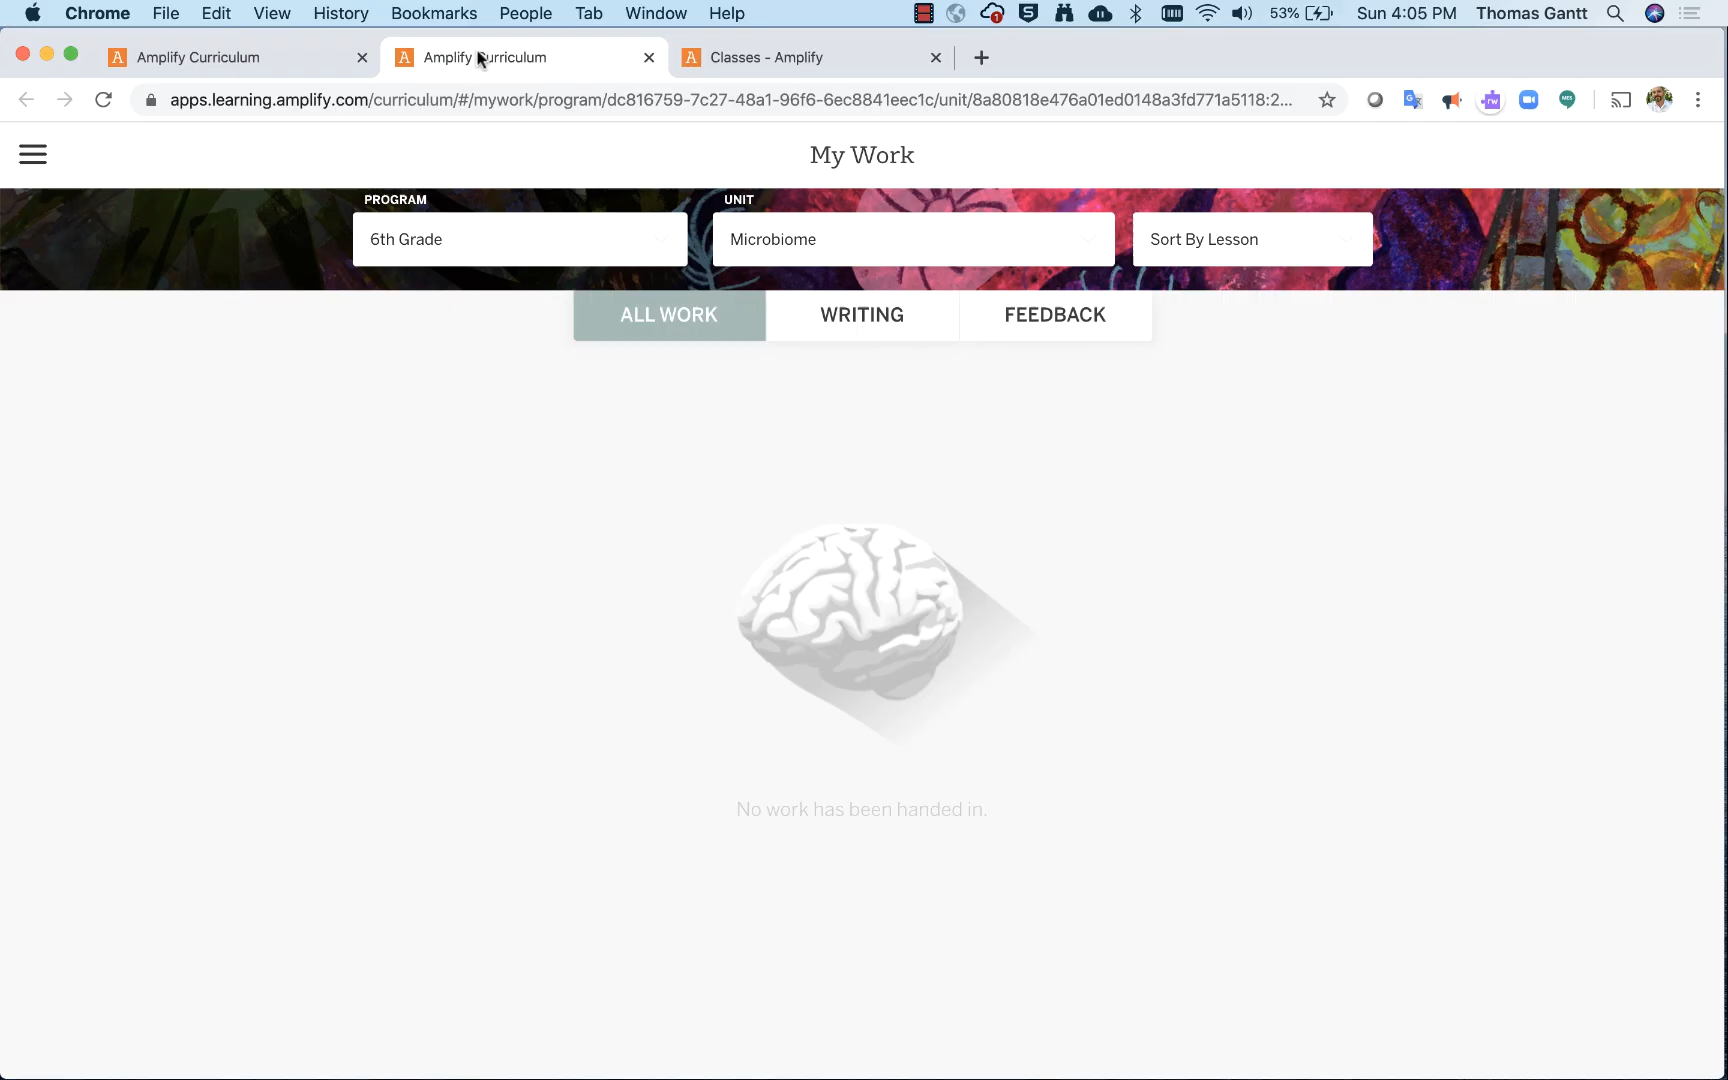 Chrome File Edit View History Bookmarks People Tab Window Help 53% Sun 4:05 PM Thomas Gantt
Amplify Curriculum
Amplify Curriculum
Classes - Amplify
apps.learning.amplify.com/curriculum/#/mywork/program/dc816759-7c27-48a1-96f6-6ec8841eec1c/unit/8a80818e476a01ed0148a3fd771a5118:2...
My Work
PROGRAM UNIT
6th Grade Microbiome Sort By Lesson
ALL WORK WRITING FEEDBACK
No work has been handed in.